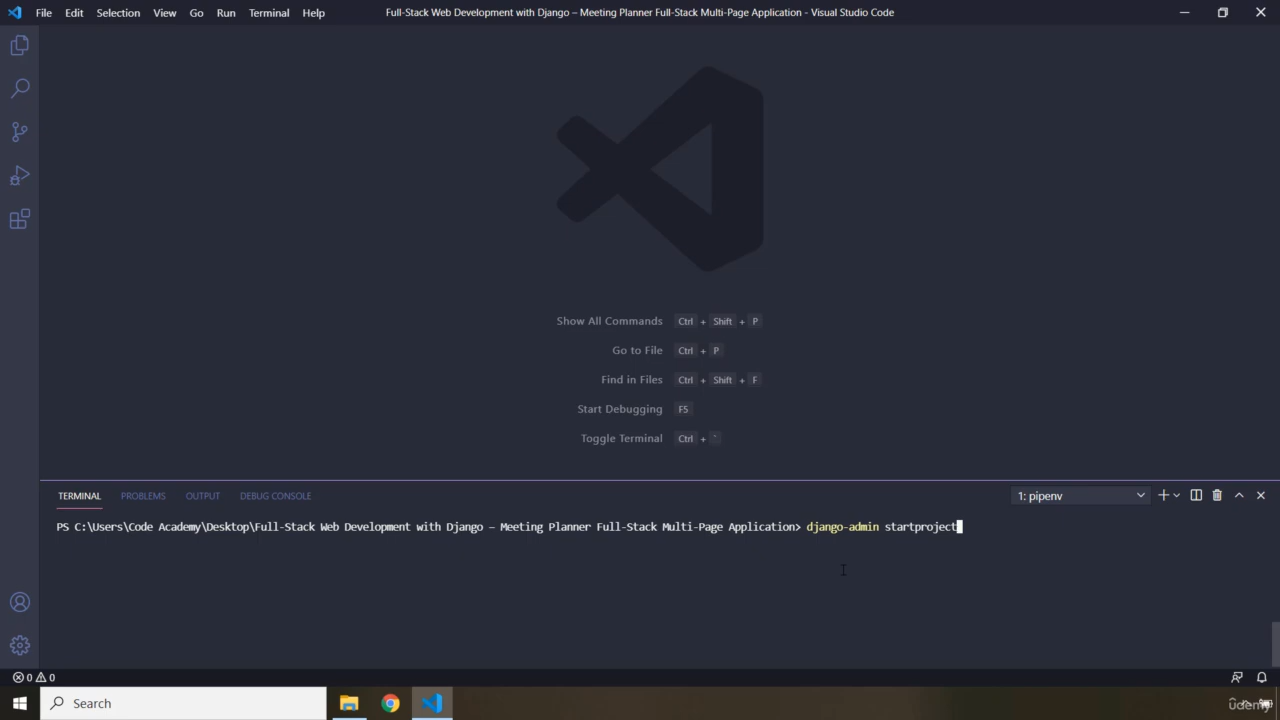 File Edit Selection View Go Run Terminal Help Full-Stack Web Development with Django – Meeting Planner Full-Stack Multi-Page Application - Visual Studio Code
Show All Commands Ctrl + Shift + P
Go to File Ctrl + P
Find in Files Ctrl + Shift + F
Start Debugging F5
Toggle Terminal Ctrl + `
TERMINAL PROBLEMS OUTPUT DEBUG CONSOLE 1: pipenv
PS C:\Users\Code Academy\Desktop\Full-Stack Web Development with Django – Meeting Planner Full-Stack Multi-Page Application> django-admin startproject
0 0
Search
Udemy